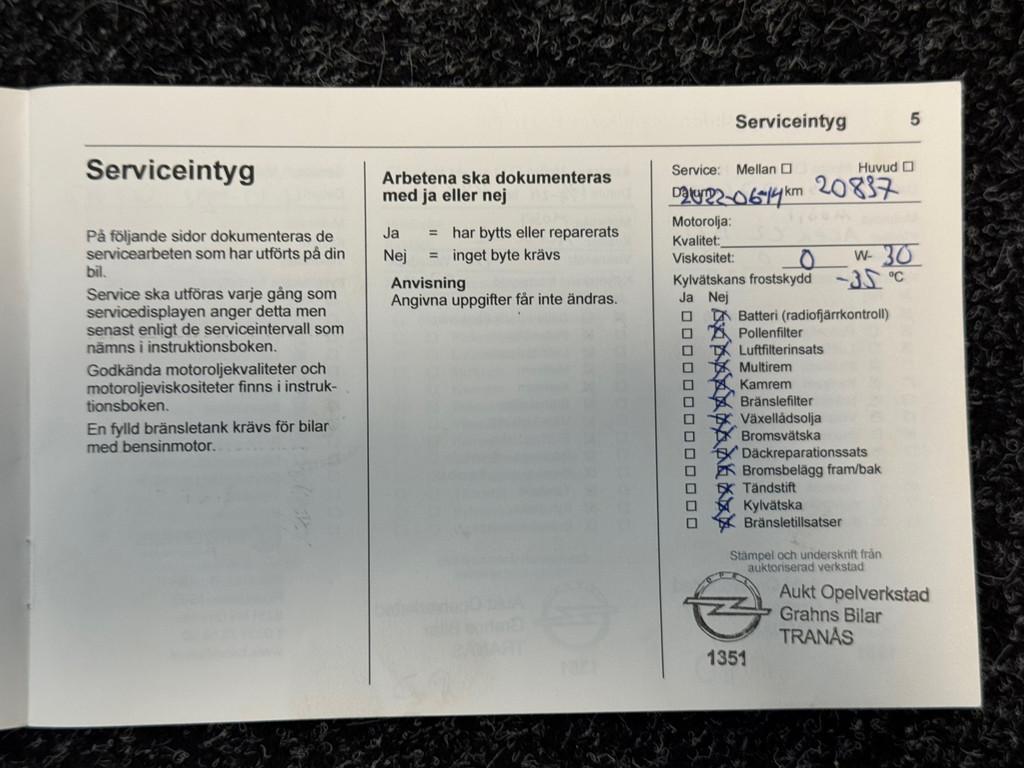 Serviceintyg 5
Serviceintyg
På följande sidor dokumenteras de
servicearbeten som har utförts på din
bil.
Service ska utföras varje gång som
servicedisplayen anger detta men
senast enligt de serviceintervall som
nämns i instruktionsboken.
Godkända motoroljekvaliteter och
motoroljeviskositeter finns i instruk-
tionsboken.
En fylld bränsletank krävs för bilar
med bensinmotor.
Arbetena ska dokumenteras
med ja eller nej
Ja = har bytts eller reparerats
Nej = inget byte krävs
Anvisning
Angivna uppgifter får inte ändras.
Service: Mellan ☐ Huvud ☐
Datum 2022-06-14 km 20837
Motorolja:
Kvalitet:
Viskositet: 0 W- 30
Kylvätskans frostskydd -35 °C
Ja Nej
☐ ☒ Batteri (radiofjärrkontroll)
☐ ☒ Pollenfilter
☐ ☒ Luftfilterinsats
☐ ☒ Multirem
☐ ☒ Kamrem
☐ ☒ Bränslefilter
☐ ☒ Växellådsolja
☐ ☒ Bromsvätska
☐ ☒ Däckreparationssats
☐ ☒ Bromsbelägg fram/bak
☐ ☒ Tändstift
☐ ☒ Kylvätska
☐ ☒ Bränsletillsatser
Stämpel och underskrift från
auktoriserad verkstad
OPEL
Aukt Opelverkstad
Grahns Bilar
TRANÅS
1351